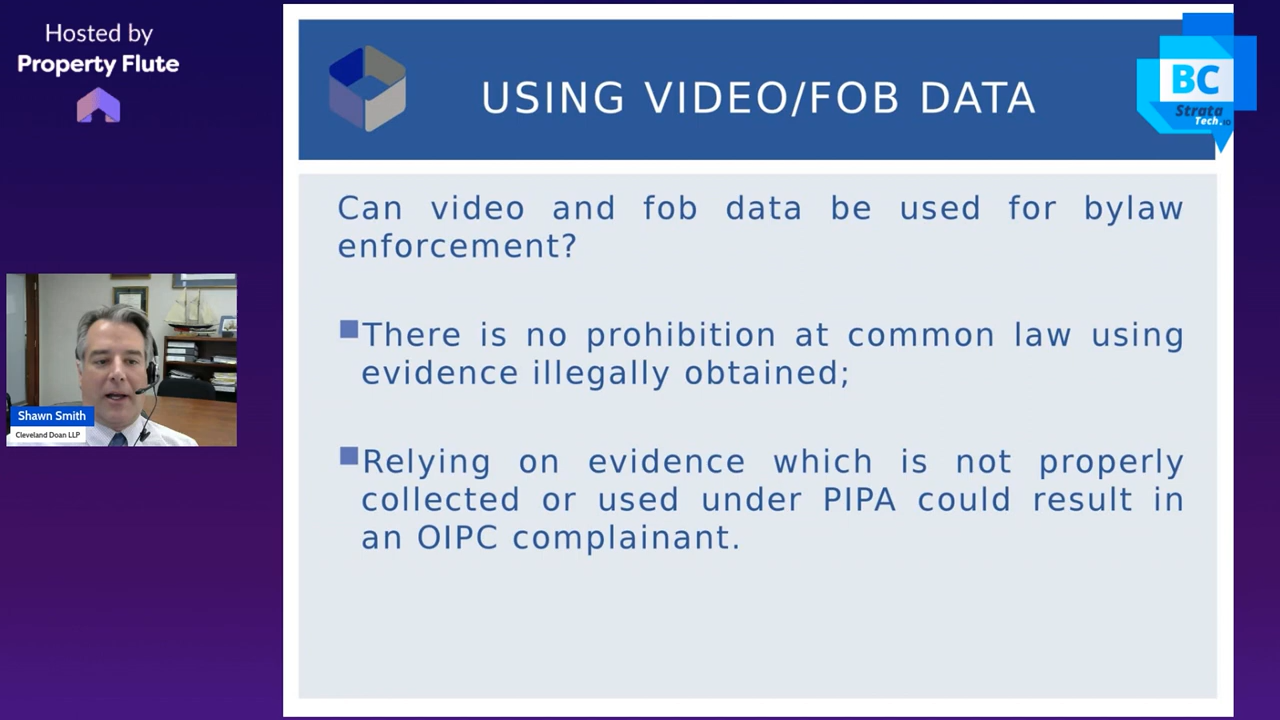 Hosted by
Property Flute
BC
Strata
Tech.io
USING VIDEO/FOB DATA
Can video and fob data be used for bylaw
enforcement?
There is no prohibition at common law using
evidence illegally obtained;
Relying on evidence which is not properly
collected or used under PIPA could result in
an OIPC complainant.
Shawn Smith
Cleveland Doan LLP